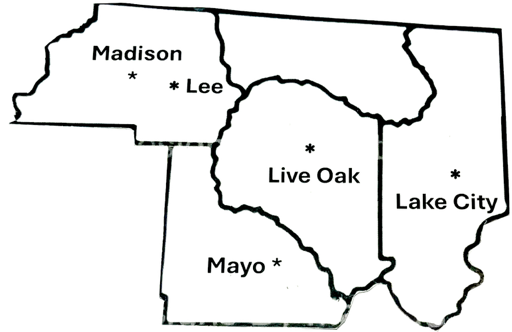 Madison
* * Lee
*
Live Oak
*
Lake City
Mayo *